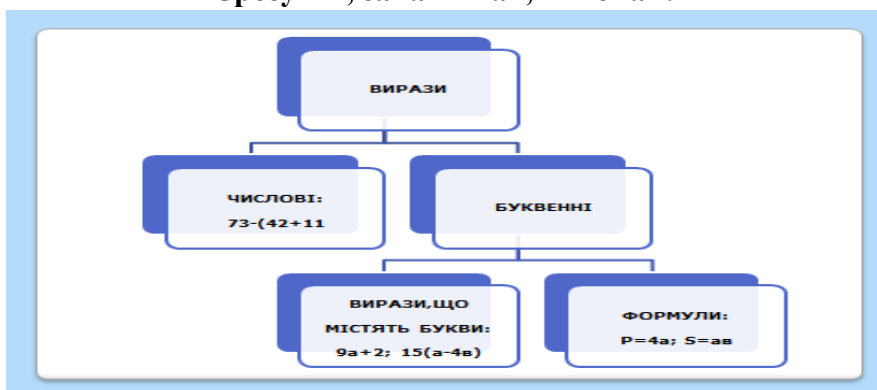 ВИРАЗИ
ЧИСЛОВІ:
73-(42+11
БУКВЕННІ
ВИРАЗИ,ЩО
МІСТЯТЬ БУКВИ:
9а+2; 15(а-4в)
ФОРМУЛИ:
Р=4а; S=ав